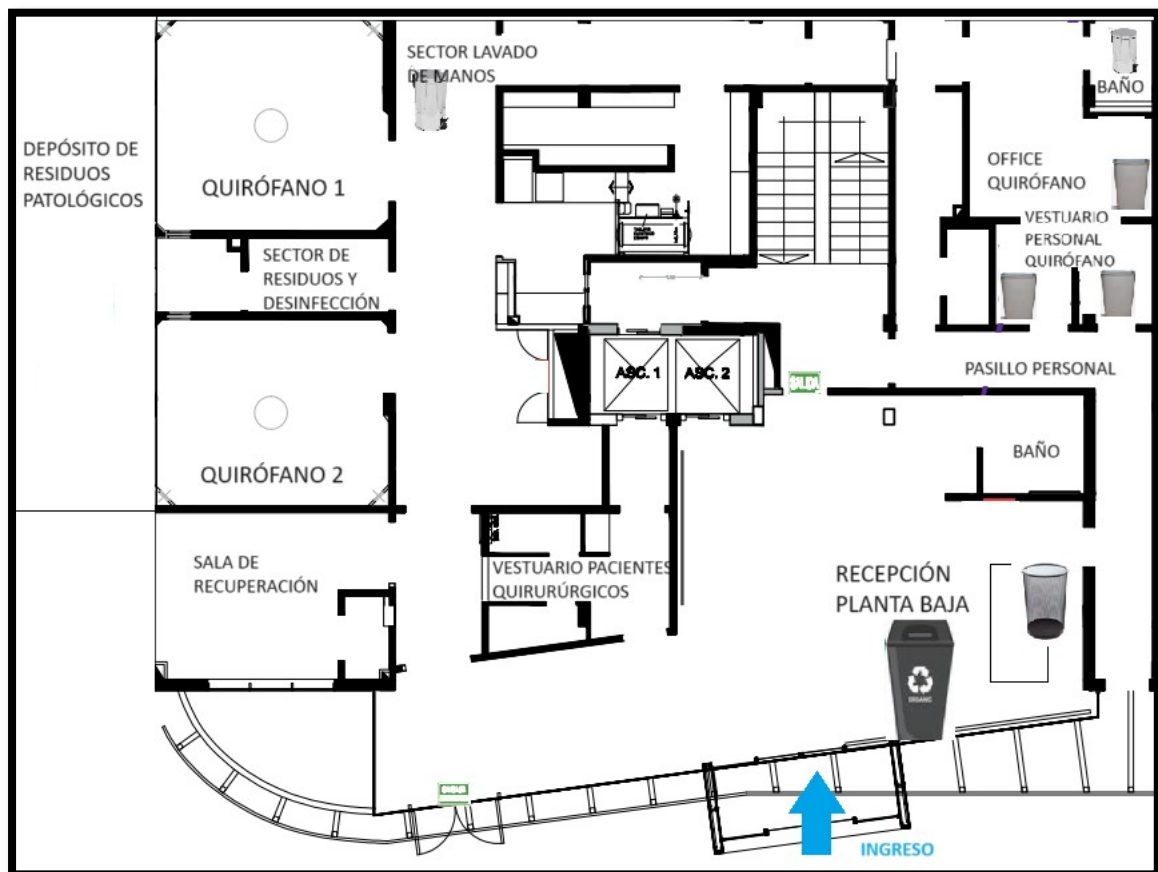 SECTOR LAVADO
DE MANOS
BAÑO
DEPÓSITO DE
RESIDUOS
PATOLÓGICOS
QUIRÓFANO 1
OFFICE
QUIRÓFANO
VESTUARIO
PERSONAL
QUIRÓFANO
SECTOR DE
RESIDUOS Y
DESINFECCIÓN
ASC. 1
ASC. 2
SALIDA
PASILLO PERSONAL
QUIRÓFANO 2
BAÑO
SALA DE
RECUPERACIÓN
VESTUARIO PACIENTES
QUIRURÚRGICOS
RECEPCIÓN
PLANTA BAJA
INGRESO